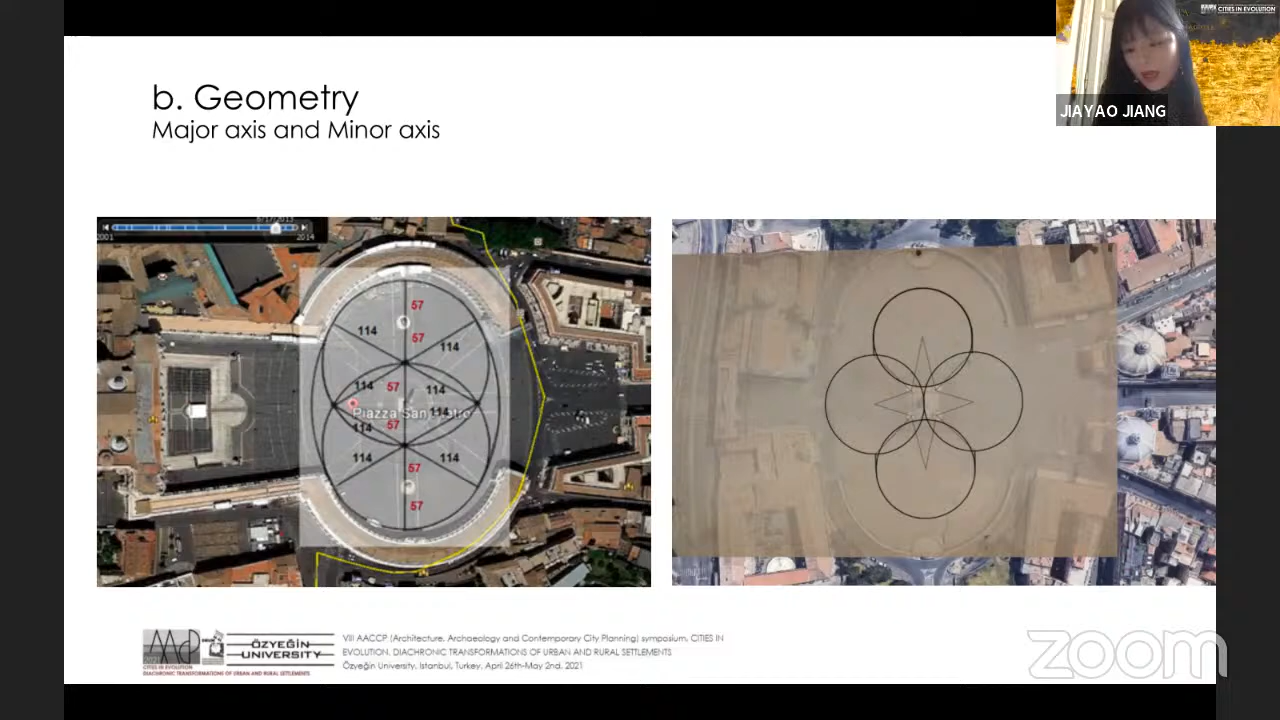 CITIES IN EVOLUTION
JIAYAO JIANG
b. Geometry
Major axis and Minor axis
2001
2014
57
114
57
114
114
57
114
Piazza San Pietro
114
114
57
114
57
114
57
ÖZYEĞİN
UNIVERSITY
CITIES IN EVOLUTION
DIACHRONIC TRANSFORMATIONS OF URBAN AND RURAL SETTLEMENTS
VIII AACCP (Architecture, Archaeology and Contemporary City Planning) symposium, CITIES IN
EVOLUTION. DIACHRONIC TRANSFORMATIONS OF URBAN AND RURAL SETTLEMENTS
Özyeğin University, Istanbul, Turkey, April 26th-May 2nd, 2021
zoom